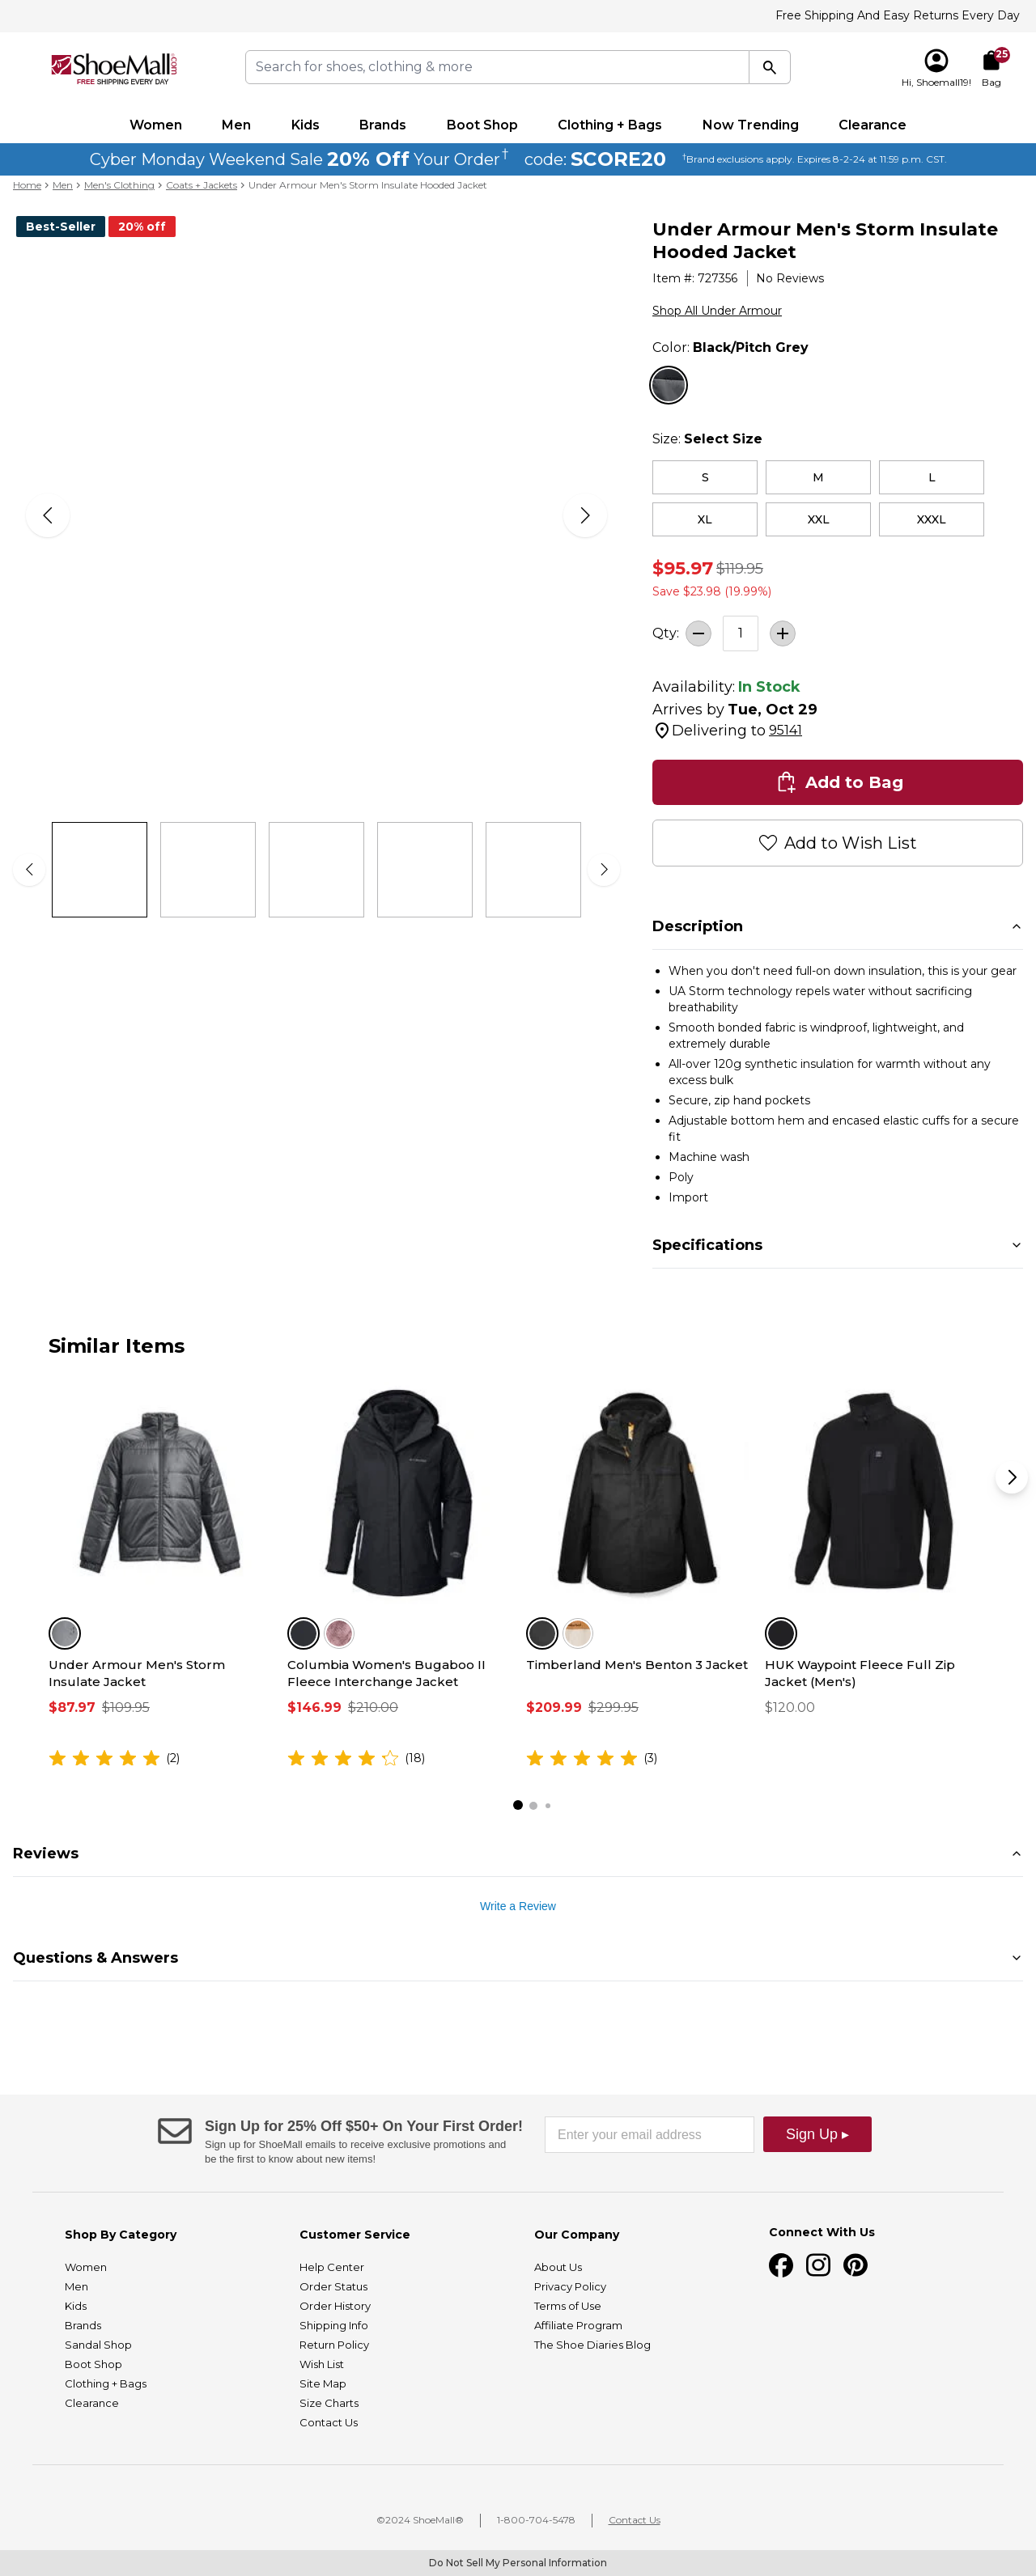 Free Shipping And Easy Returns Every Day
ShoeMall.com
FREE SHIPPING EVERY DAY
Search for shoes, clothing & more
25
Hi, Shoemall19! Bag
Women Men Kids Brands Boot Shop Clothing + Bags Now Trending Clearance
Cyber Monday Weekend Sale 20% Off Your Order† code: SCORE20 †Brand exclusions apply. Expires 8-2-24 at 11:59 p.m. CST.
Home > Men > Men's Clothing > Coats + Jackets > Under Armour Men's Storm Insulate Hooded Jacket
Best-Seller 20% off
Under Armour Men's Storm Insulate
Hooded Jacket
Item #: 727356 | No Reviews
Shop All Under Armour
Color: Black/Pitch Grey
Size: Select Size
S M L
XL XXL XXXL
$95.97 $119.95
Save $23.98 (19.99%)
Qty: 1
Availability: In Stock
Arrives by Tue, Oct 29
Delivering to 95141
Add to Bag
Add to Wish List
Description
• When you don't need full-on down insulation, this is your gear
• UA Storm technology repels water without sacrificing
breathability
• Smooth bonded fabric is windproof, lightweight, and
extremely durable
• All-over 120g synthetic insulation for warmth without any
excess bulk
• Secure, zip hand pockets
• Adjustable bottom hem and encased elastic cuffs for a secure
fit
• Machine wash
• Poly
• Import
Specifications
Similar Items
Under Armour Men's Storm
Insulate Jacket
$87.97 $109.95
(2)
Columbia Women's Bugaboo II
Fleece Interchange Jacket
$146.99 $210.00
(18)
Timberland Men's Benton 3 Jacket
$209.99 $299.95
(3)
HUK Waypoint Fleece Full Zip
Jacket (Men's)
$120.00
Reviews
Write a Review
Questions & Answers
Sign Up for 25% Off $50+ On Your First Order!
Sign up for ShoeMall emails to receive exclusive promotions and
be the first to know about new items!
Enter your email address
Sign Up ▸
Shop By Category
Women
Men
Kids
Brands
Sandal Shop
Boot Shop
Clothing + Bags
Clearance
Customer Service
Help Center
Order Status
Order History
Shipping Info
Return Policy
Wish List
Site Map
Size Charts
Contact Us
Our Company
About Us
Privacy Policy
Terms of Use
Affiliate Program
The Shoe Diaries Blog
Connect With Us
©2024 ShoeMall® | 1-800-704-5478 | Contact Us
Do Not Sell My Personal Information